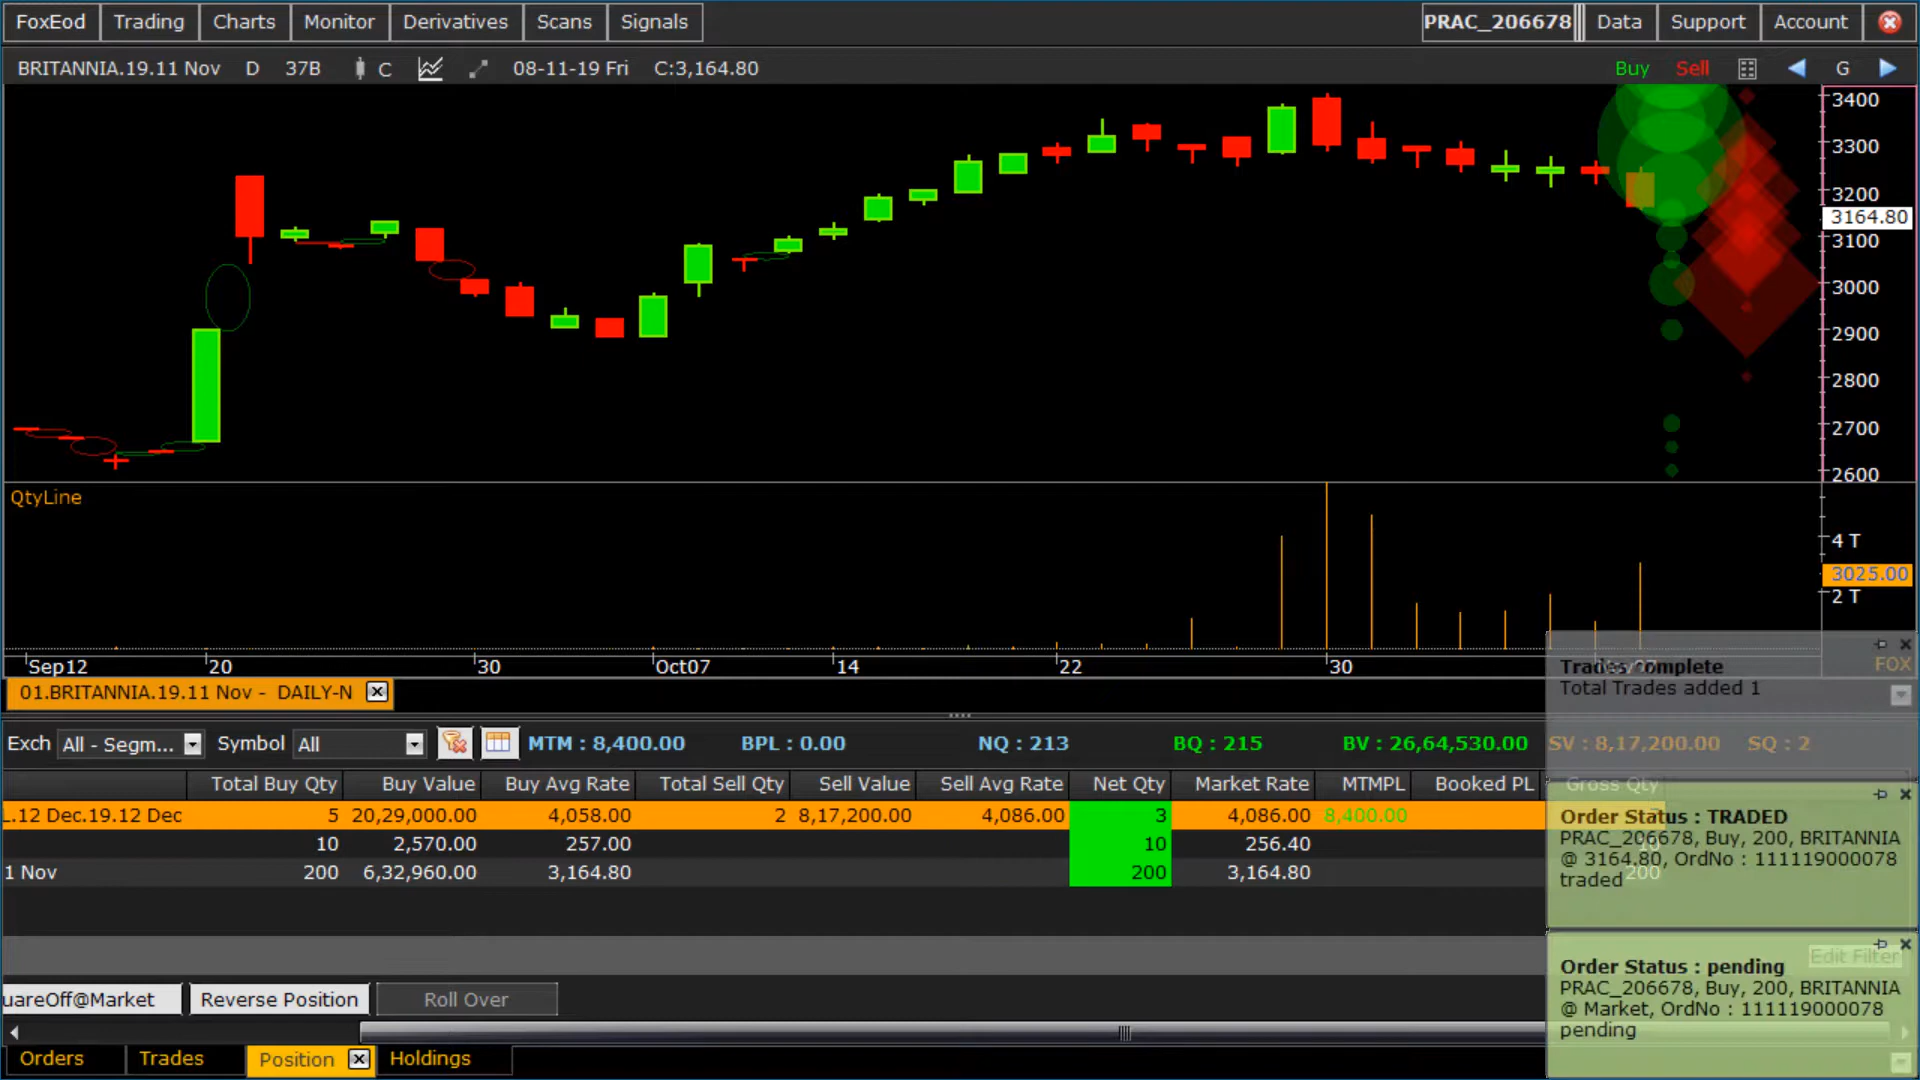 FoxEod Trading Charts Monitor Derivatives Scans Signals PRAC_206678 Data Support Account
BRITANNIA.19.11 Nov D 37B C 08-11-19 Fri C:3,164.80 Buy Sell G
3400
3300
3200
3164.80
3100
3000
2900
2800
2700
2600
QtyLine
4 T
3025.00
2 T
Sep12 20 30 Oct07 14 22 30
FOX
Trades complete
Total Trades added 1
01.BRITANNIA.19.11 Nov - DAILY-N
Exch All - Segm... Symbol All MTM : 8,400.00 BPL : 0.00 NQ : 213 BQ : 215 BV : 26,64,530.00 SV : 8,17,200.00 SQ : 2
Total Buy Qty Buy Value Buy Avg Rate Total Sell Qty Sell Value Sell Avg Rate Net Qty Market Rate MTMPL Booked PL Gross Qty
L.12 Dec.19.12 Dec 5 20,29,000.00 4,058.00 2 8,17,200.00 4,086.00 3 4,086.00 8,400.00
10 2,570.00 257.00 10 256.40 10
1 Nov 200 6,32,960.00 3,164.80 200 3,164.80 200
Order Status : TRADED
PRAC_206678, Buy, 200, BRITANNIA
@ 3164.80, OrdNo : 111119000078
traded
Edit Filter
Order Status : pending
PRAC_206678, Buy, 200, BRITANNIA
@ Market, OrdNo : 111119000078
pending
uareOff@Market Reverse Position Roll Over
Orders Trades Position Holdings